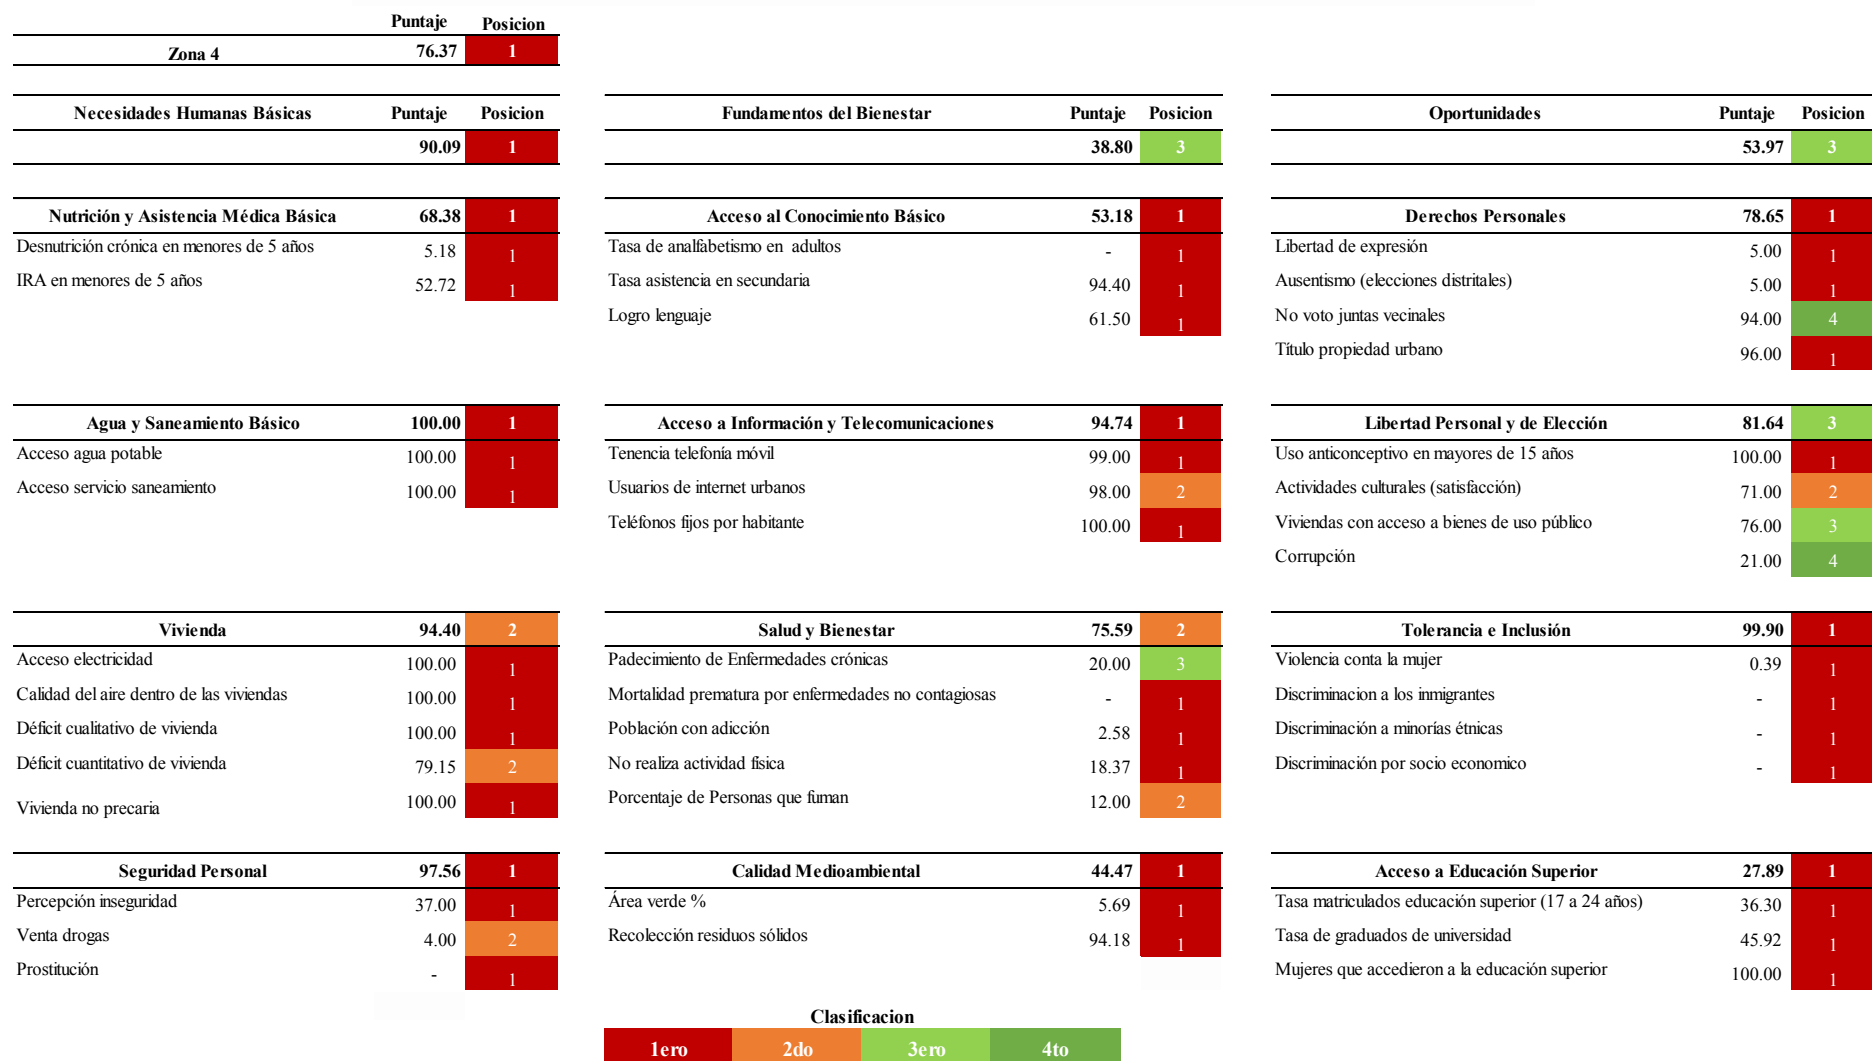 Puntaje Posicion
Zona 4 76.37 1
Necesidades Humanas Básicas Puntaje Posicion
90.09 1
Nutrición y Asistencia Médica Básica 68.38 1
Desnutrición crónica en menores de 5 años 5.18 1
IRA en menores de 5 años 52.72 1
Agua y Saneamiento Básico 100.00 1
Acceso agua potable 100.00 1
Acceso servicio saneamiento 100.00 1
Vivienda 94.40 2
Acceso electricidad 100.00 1
Calidad del aire dentro de las viviendas 100.00 1
Déficit cualitativo de vivienda 100.00 1
Déficit cuantitativo de vivienda 79.15 2
Vivienda no precaria 100.00 1
Seguridad Personal 97.56 1
Percepción inseguridad 37.00 1
Venta drogas 4.00 2
Prostitución - 1
Fundamentos del Bienestar Puntaje Posicion
38.80 3
Acceso al Conocimiento Básico 53.18 1
Tasa de analfabetismo en adultos - 1
Tasa asistencia en secundaria 94.40 1
Logro lenguaje 61.50 1
Acceso a Información y Telecomunicaciones 94.74 1
Tenencia telefonía móvil 99.00 1
Usuarios de internet urbanos 98.00 2
Teléfonos fijos por habitante 100.00 1
Salud y Bienestar 75.59 2
Padecimiento de Enfermedades crónicas 20.00 3
Mortalidad prematura por enfermedades no contagiosas - 1
Población con adicción 2.58 1
No realiza actividad física 18.37 1
Porcentaje de Personas que fuman 12.00 2
Calidad Medioambiental 44.47 1
Área verde % 5.69 1
Recolección residuos sólidos 94.18 1
Oportunidades Puntaje Posicion
53.97 3
Derechos Personales 78.65 1
Libertad de expresión 5.00 1
Ausentismo (elecciones distritales) 5.00 1
No voto juntas vecinales 94.00 4
Título propiedad urbano 96.00 1
Libertad Personal y de Elección 81.64 3
Uso anticonceptivo en mayores de 15 años 100.00 1
Actividades culturales (satisfacción) 71.00 2
Viviendas con acceso a bienes de uso público 76.00 3
Corrupción 21.00 4
Tolerancia e Inclusión 99.90 1
Violencia conta la mujer 0.39 1
Discriminacion a los inmigrantes - 1
Discriminación a minorías étnicas - 1
Discriminación por socio economico - 1
Acceso a Educación Superior 27.89 1
Tasa matriculados educación superior (17 a 24 años) 36.30 1
Tasa de graduados de universidad 45.92 1
Mujeres que accedieron a la educación superior 100.00 1
Clasificacion
1ero 2do 3ero 4to